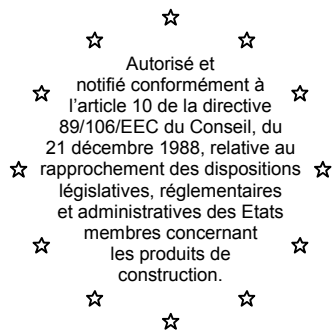 Autorisé et
notifié conformément à
l’article 10 de la directive
89/106/EEC du Conseil, du
21 décembre 1988, relative au
rapprochement des dispositions
législatives, réglementaires
et administratives des Etats
membres concernant
les produits de
construction.